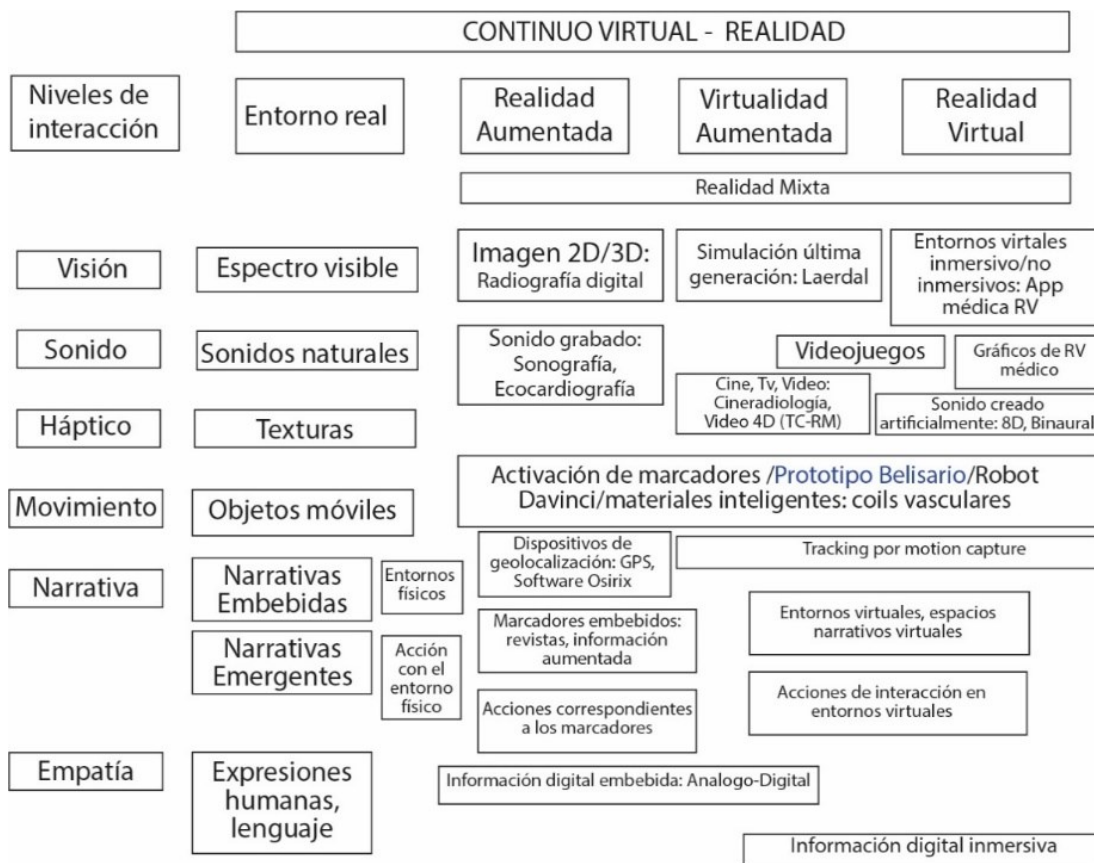 CONTINUO VIRTUAL - REALIDAD
Niveles de
interacción
Entorno real
Realidad
Aumentada
Virtualidad
Aumentada
Realidad
Virtual
Realidad Mixta
Visión
Espectro visible
Imagen 2D/3D:
Radiografía digital
Simulación última
generación: Laerdal
Entornos virtales
inmersivo/no
inmersivos: App
médica RV
Sonido
Sonidos naturales
Sonido grabado:
Sonografía,
Ecocardiografía
Videojuegos
Gráficos de RV
médico
Cine, Tv, Video:
Cineradiología,
Video 4D (TC-RM)
Sonido creado
artificialmente: 8D, Binaural
Háptico
Texturas
Activación de marcadores /Prototipo Belisario/Robot
Davinci/materiales inteligentes: coils vasculares
Movimiento
Objetos móviles
Dispositivos de
geolocalización: GPS,
Software Osirix
Tracking por motion capture
Narrativa
Narrativas
Embebidas
Entornos
físicos
Marcadores embebidos:
revistas, información
aumentada
Entornos virtuales, espacios
narrativos virtuales
Narrativas
Emergentes
Acción
con el
entorno
físico
Acciones correspondientes
a los marcadores
Acciones de interacción en
entornos virtuales
Empatía
Expresiones
humanas,
lenguaje
Información digital embebida: Analogo-Digital
Información digital inmersiva